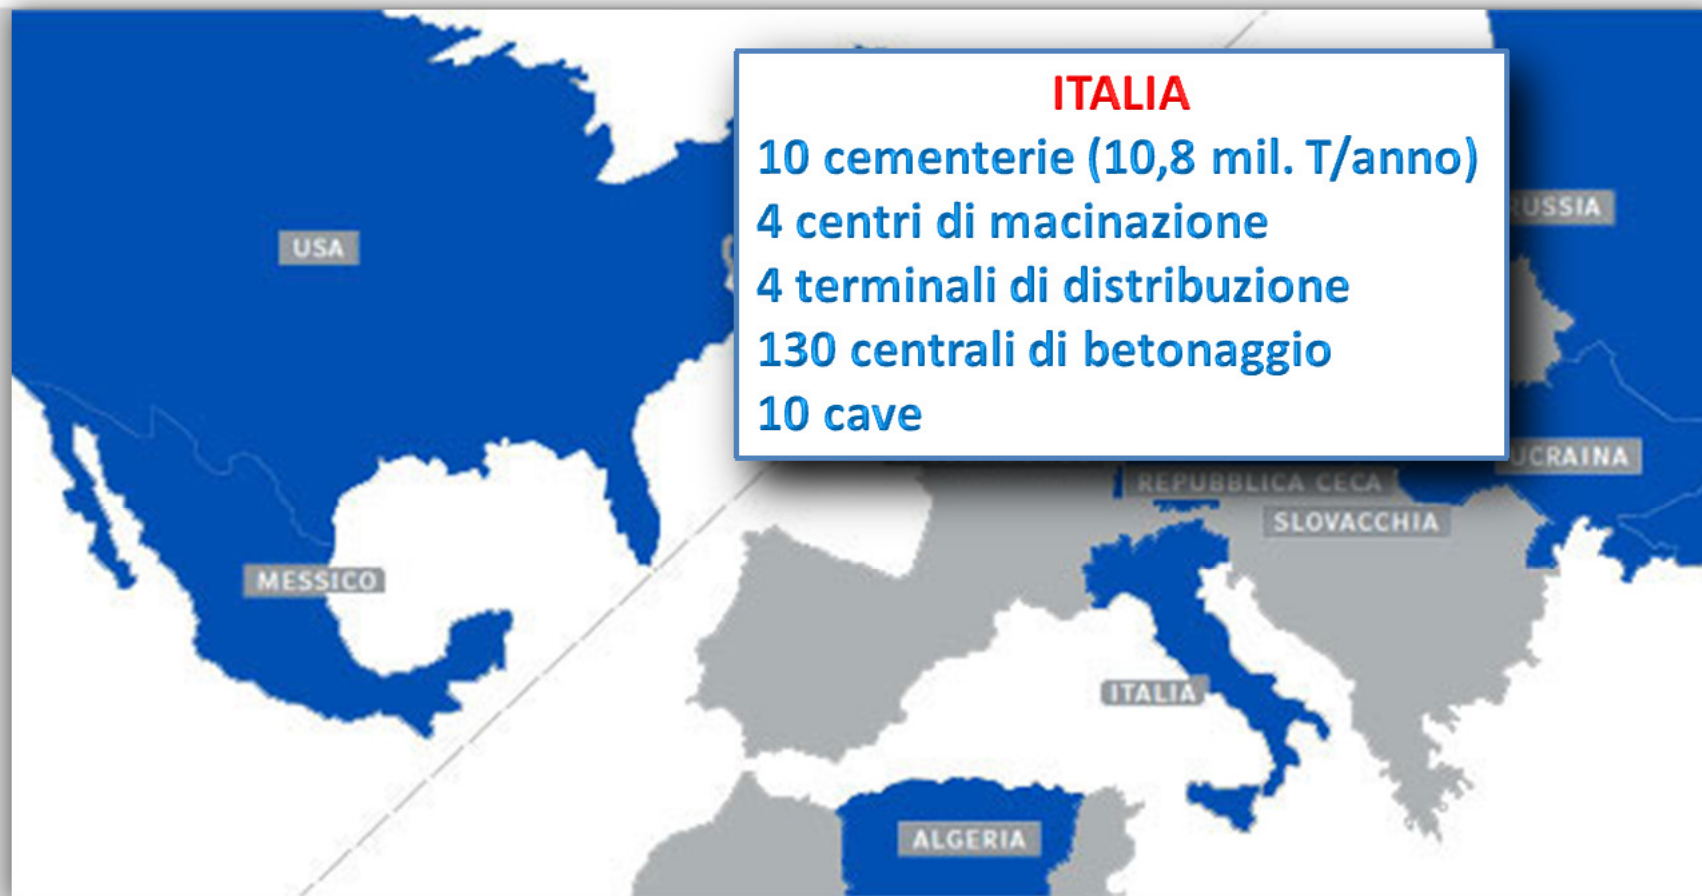 ITALIA
10 cementerie (10,8 mil. T/anno)
4 centri di macinazione
4 terminali di distribuzione
130 centrali di betonaggio
10 cave
USA
RUSSIA
UCRAINA
REPUBBLICA CECA
SLOVACCHIA
MESSICO
ITALIA
ALGERIA